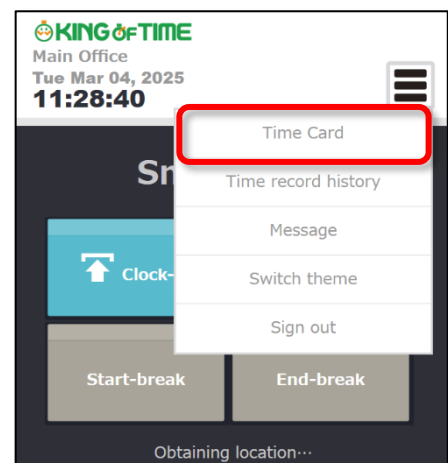 KING OF TIME
Main Office
Tue Mar 04, 2025
11:28:40
Time Card
Time record history
Message
Switch theme
Sign out
Clock-
Start-break
End-break
Obtaining location…